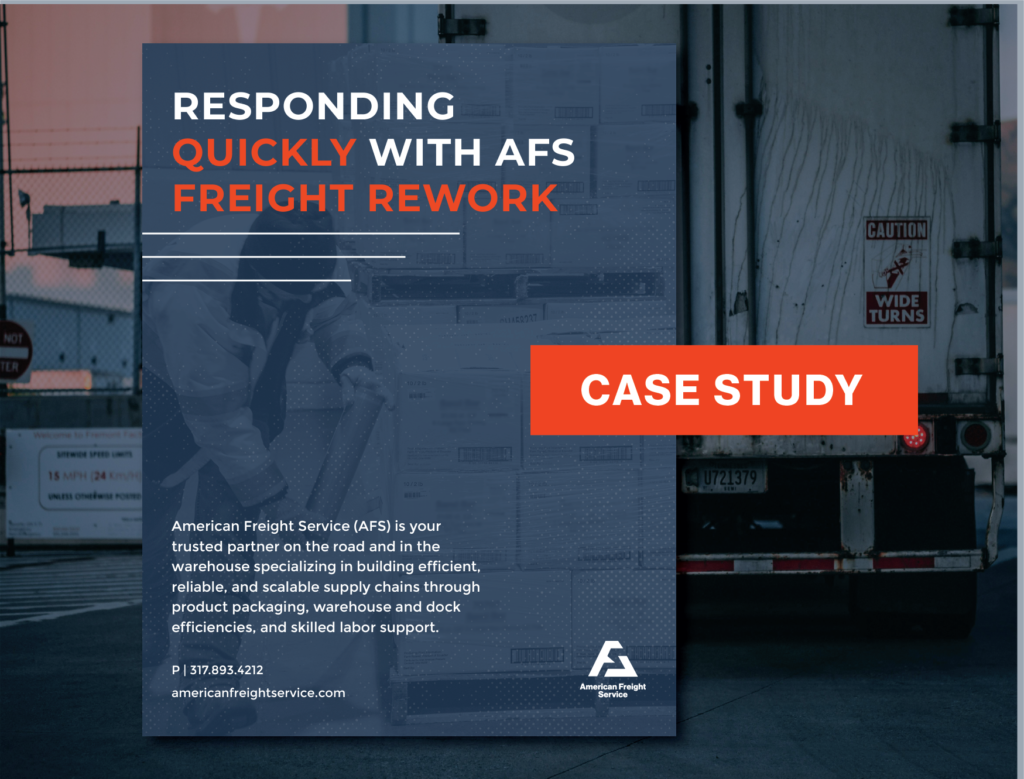 RESPONDING
QUICKLY WITH AFS
FREIGHT REWORK
CAUTION
WIDE
TURNS
NOT
CASE STUDY
SITEWIDE SPEED LIMITS
15 MPH (24 Km/H)
UNLESS OTHERWISE POSTED
U721379
American Freight Service (AFS) is your
trusted partner on the road and in the
warehouse specializing in building efficient,
reliable, and scalable supply chains through
product packaging, warehouse and dock
efficiencies, and skilled labor support.
P | 317.893.4212
americanfreightservice.com
American Freight
Service